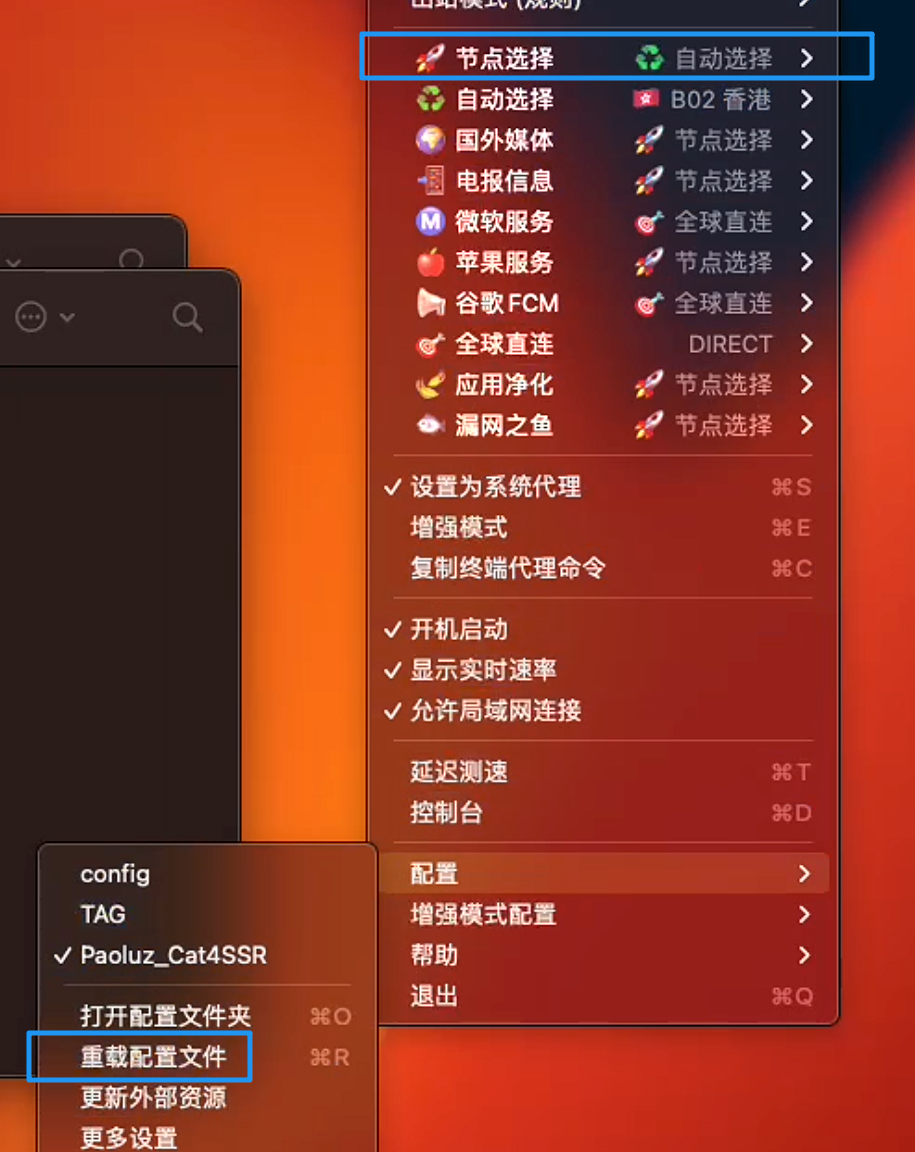 出站模式 (规则)
节点选择 自动选择
自动选择 B02 香港
国外媒体 节点选择
电报信息 节点选择
微软服务 全球直连
苹果服务 节点选择
谷歌FCM 全球直连
全球直连 DIRECT
应用净化 节点选择
漏网之鱼 节点选择
设置为系统代理 ⌘S
增强模式 ⌘E
复制终端代理命令 ⌘C
开机启动
显示实时速率
允许局域网连接
延迟测速 ⌘T
控制台 ⌘D
配置
增强模式配置
帮助
退出 ⌘Q
config
TAG
Paoluz_Cat4SSR
打开配置文件夹 ⌘O
重载配置文件 ⌘R
更新外部资源
更多设置